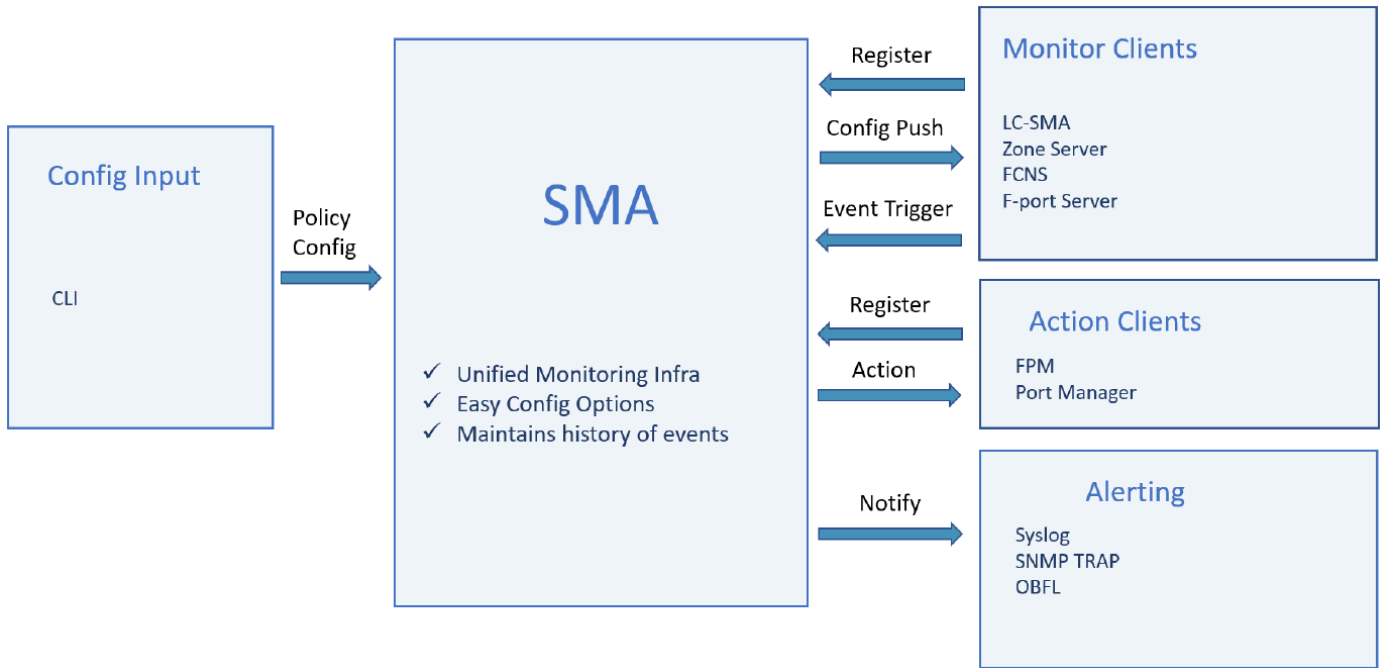 Config Input
CLI
Policy
Config
SMA
✓ Unified Monitoring Infra
✓ Easy Config Options
✓ Maintains history of events
Register
Config Push
Event Trigger
Register
Action
Notify
Monitor Clients
LC-SMA
Zone Server
FCNS
F-port Server
Action Clients
FPM
Port Manager
Alerting
Syslog
SNMP TRAP
OBFL